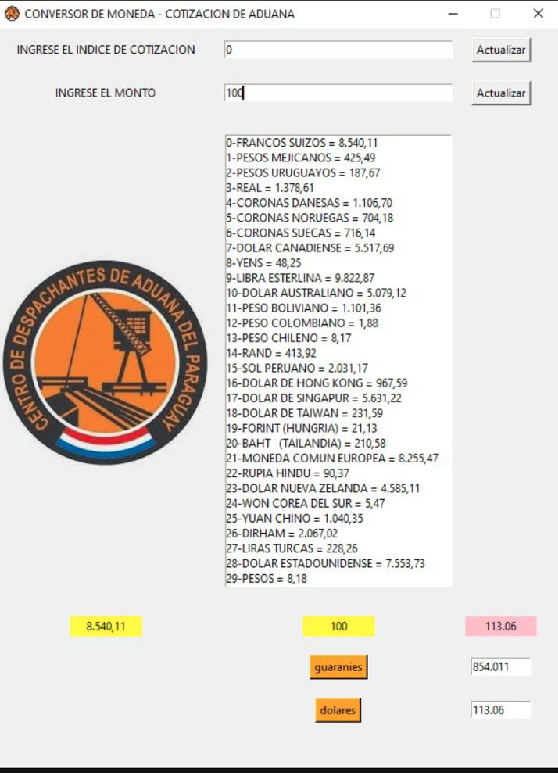 CONVERSOR DE MONEDA - COTIZACION DE ADUANA
INGRESE EL INDICE DE COTIZACION
0
Actualizar
INGRESE EL MONTO
100
Actualizar
0-FRANCOS SUIZOS = 8.540,11
1-PESOS MEJICANOS = 425,49
2-PESOS URUGUAYOS = 187,67
3-REAL = 1.378,61
4-CORONAS DANESAS = 1.106,70
5-CORONAS NORUEGAS = 704,18
6-CORONAS SUECAS = 716,14
7-DOLAR CANADIENSE = 5.517,69
8-YENS = 48,25
9-LIBRA ESTERLINA = 9.822,87
10-DOLAR AUSTRALIANO = 5.079,12
11-PESO BOLIVIANO = 1.101,36
12-PESO COLOMBIANO = 1,88
13-PESO CHILENO = 8,17
14-RAND = 413,92
15-SOL PERUANO = 2.031,17
16-DOLAR DE HONG KONG = 967,59
17-DOLAR DE SINGAPUR = 5.631,22
18-DOLAR DE TAIWAN = 231,59
19-FORINT (HUNGRIA) = 21,13
20-BAHT (TAILANDIA) = 210,58
21-MONEDA COMUN EUROPEA = 8.255,47
22-RUPIA HINDU = 90,37
23-DOLAR NUEVA ZELANDA = 4.585,11
24-WON COREA DEL SUR = 5,47
25-YUAN CHINO = 1.040,35
26-DIRHAM = 2.067,02
27-LIRAS TURCAS = 228,26
28-DOLAR ESTADOUNIDENSE = 7.553,73
29-PESOS = 8,18
CENTRO DE DESPACHANTES DE ADUANA DEL PARAGUAY
8.540,11
100
113.06
guaranies
854.011
dolares
113.06